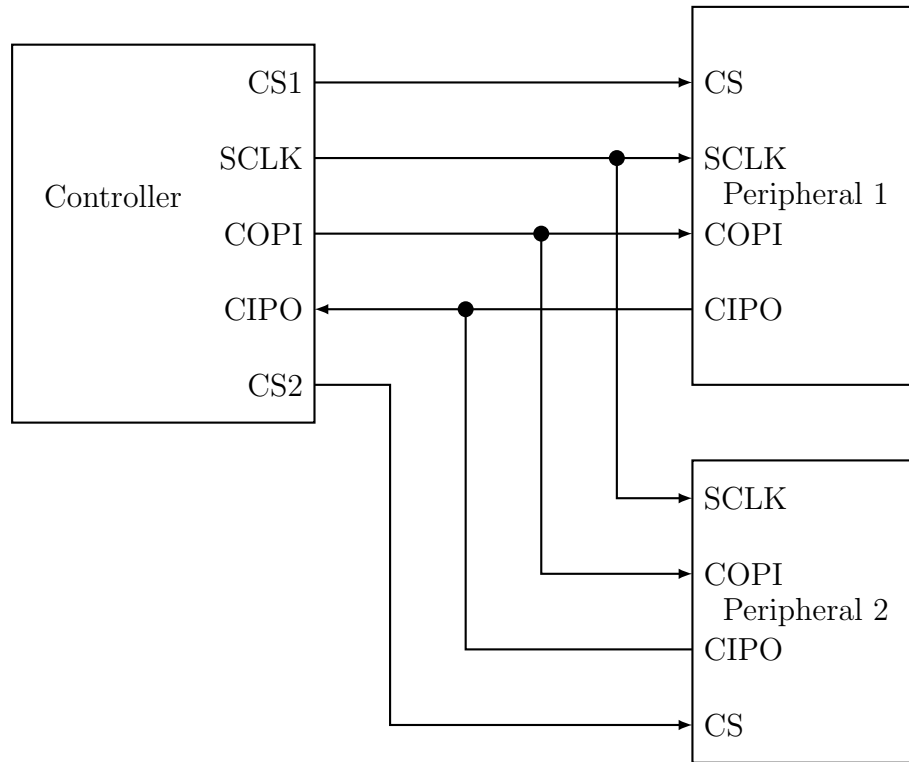 Controller
CS1
SCLK
COPI
CIPO
CS2
CS
SCLK
Peripheral 1
COPI
CIPO
SCLK
COPI
Peripheral 2
CIPO
CS